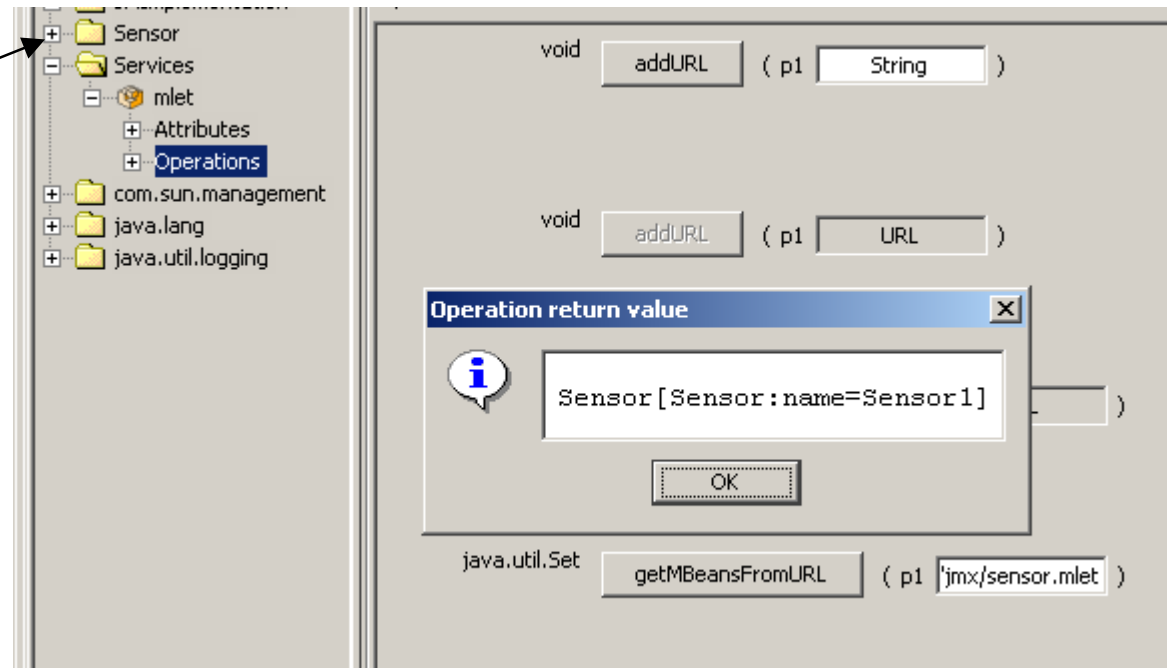 Sensor
Services
mlet
Attributes
Operations
com.sun.management
java.lang
java.util.logging
void addURL ( p1 String )
void addURL ( p1 URL )
Operation return value
Sensor[Sensor:name=Sensor1]
)
OK
java.util.Set getMBeansFromURL ( p1 'jmx/sensor.mlet )